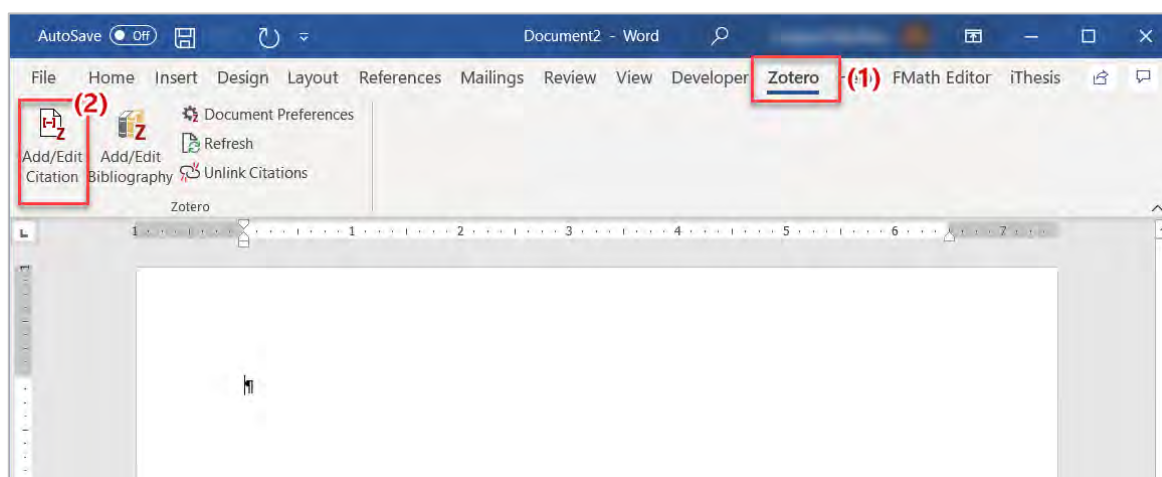 AutoSave Off Document2 - Word
File Home Insert Design Layout References Mailings Review View Developer Zotero (1) FMath Editor iThesis
(2)
Add/Edit Citation
Add/Edit Bibliography
Document Preferences
Refresh
Unlink Citations
Zotero
1 1 2 3 4 5 6 7
1
¶